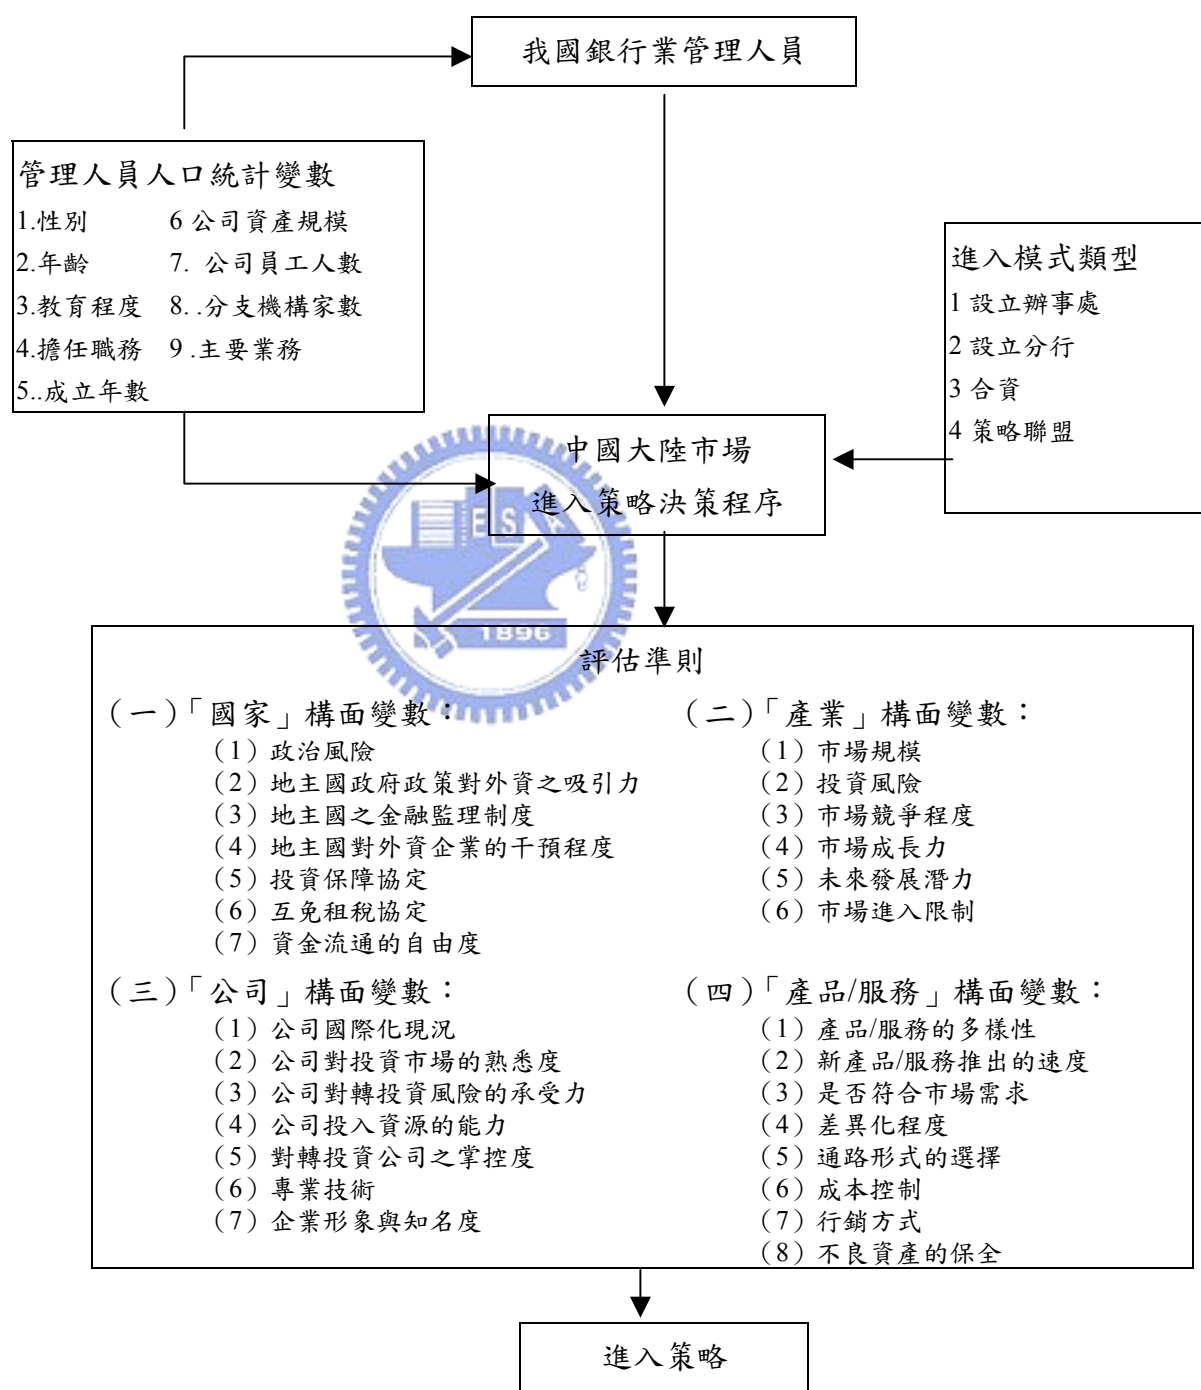 我國銀行業管理人員
管理人員人口統計變數
1.性別 6 公司資產規模
2.年齡 7. 公司員工人數
3.教育程度 8. .分支機構家數
4.擔任職務 9 .主要業務
5..成立年數
進入模式類型
1 設立辦事處
2 設立分行
3 合資
4 策略聯盟
中國大陸市場
進入策略決策程序
E S A
1896
評估準則
（一）「國家」構面變數：
（1）政治風險
（2）地主國政府政策對外資之吸引力
（3）地主國之金融監理制度
（4）地主國對外資企業的干預程度
（5）投資保障協定
（6）互免租稅協定
（7）資金流通的自由度
（二）「產業」構面變數：
（1）市場規模
（2）投資風險
（3）市場競爭程度
（4）市場成長力
（5）未來發展潛力
（6）市場進入限制
（三）「公司」構面變數：
（1）公司國際化現況
（2）公司對投資市場的熟悉度
（3）公司對轉投資風險的承受力
（4）公司投入資源的能力
（5）對轉投資公司之掌控度
（6）專業技術
（7）企業形象與知名度
（四）「產品/服務」構面變數：
（1）產品/服務的多樣性
（2）新產品/服務推出的速度
（3）是否符合市場需求
（4）差異化程度
（5）通路形式的選擇
（6）成本控制
（7）行銷方式
（8）不良資產的保全
進入策略